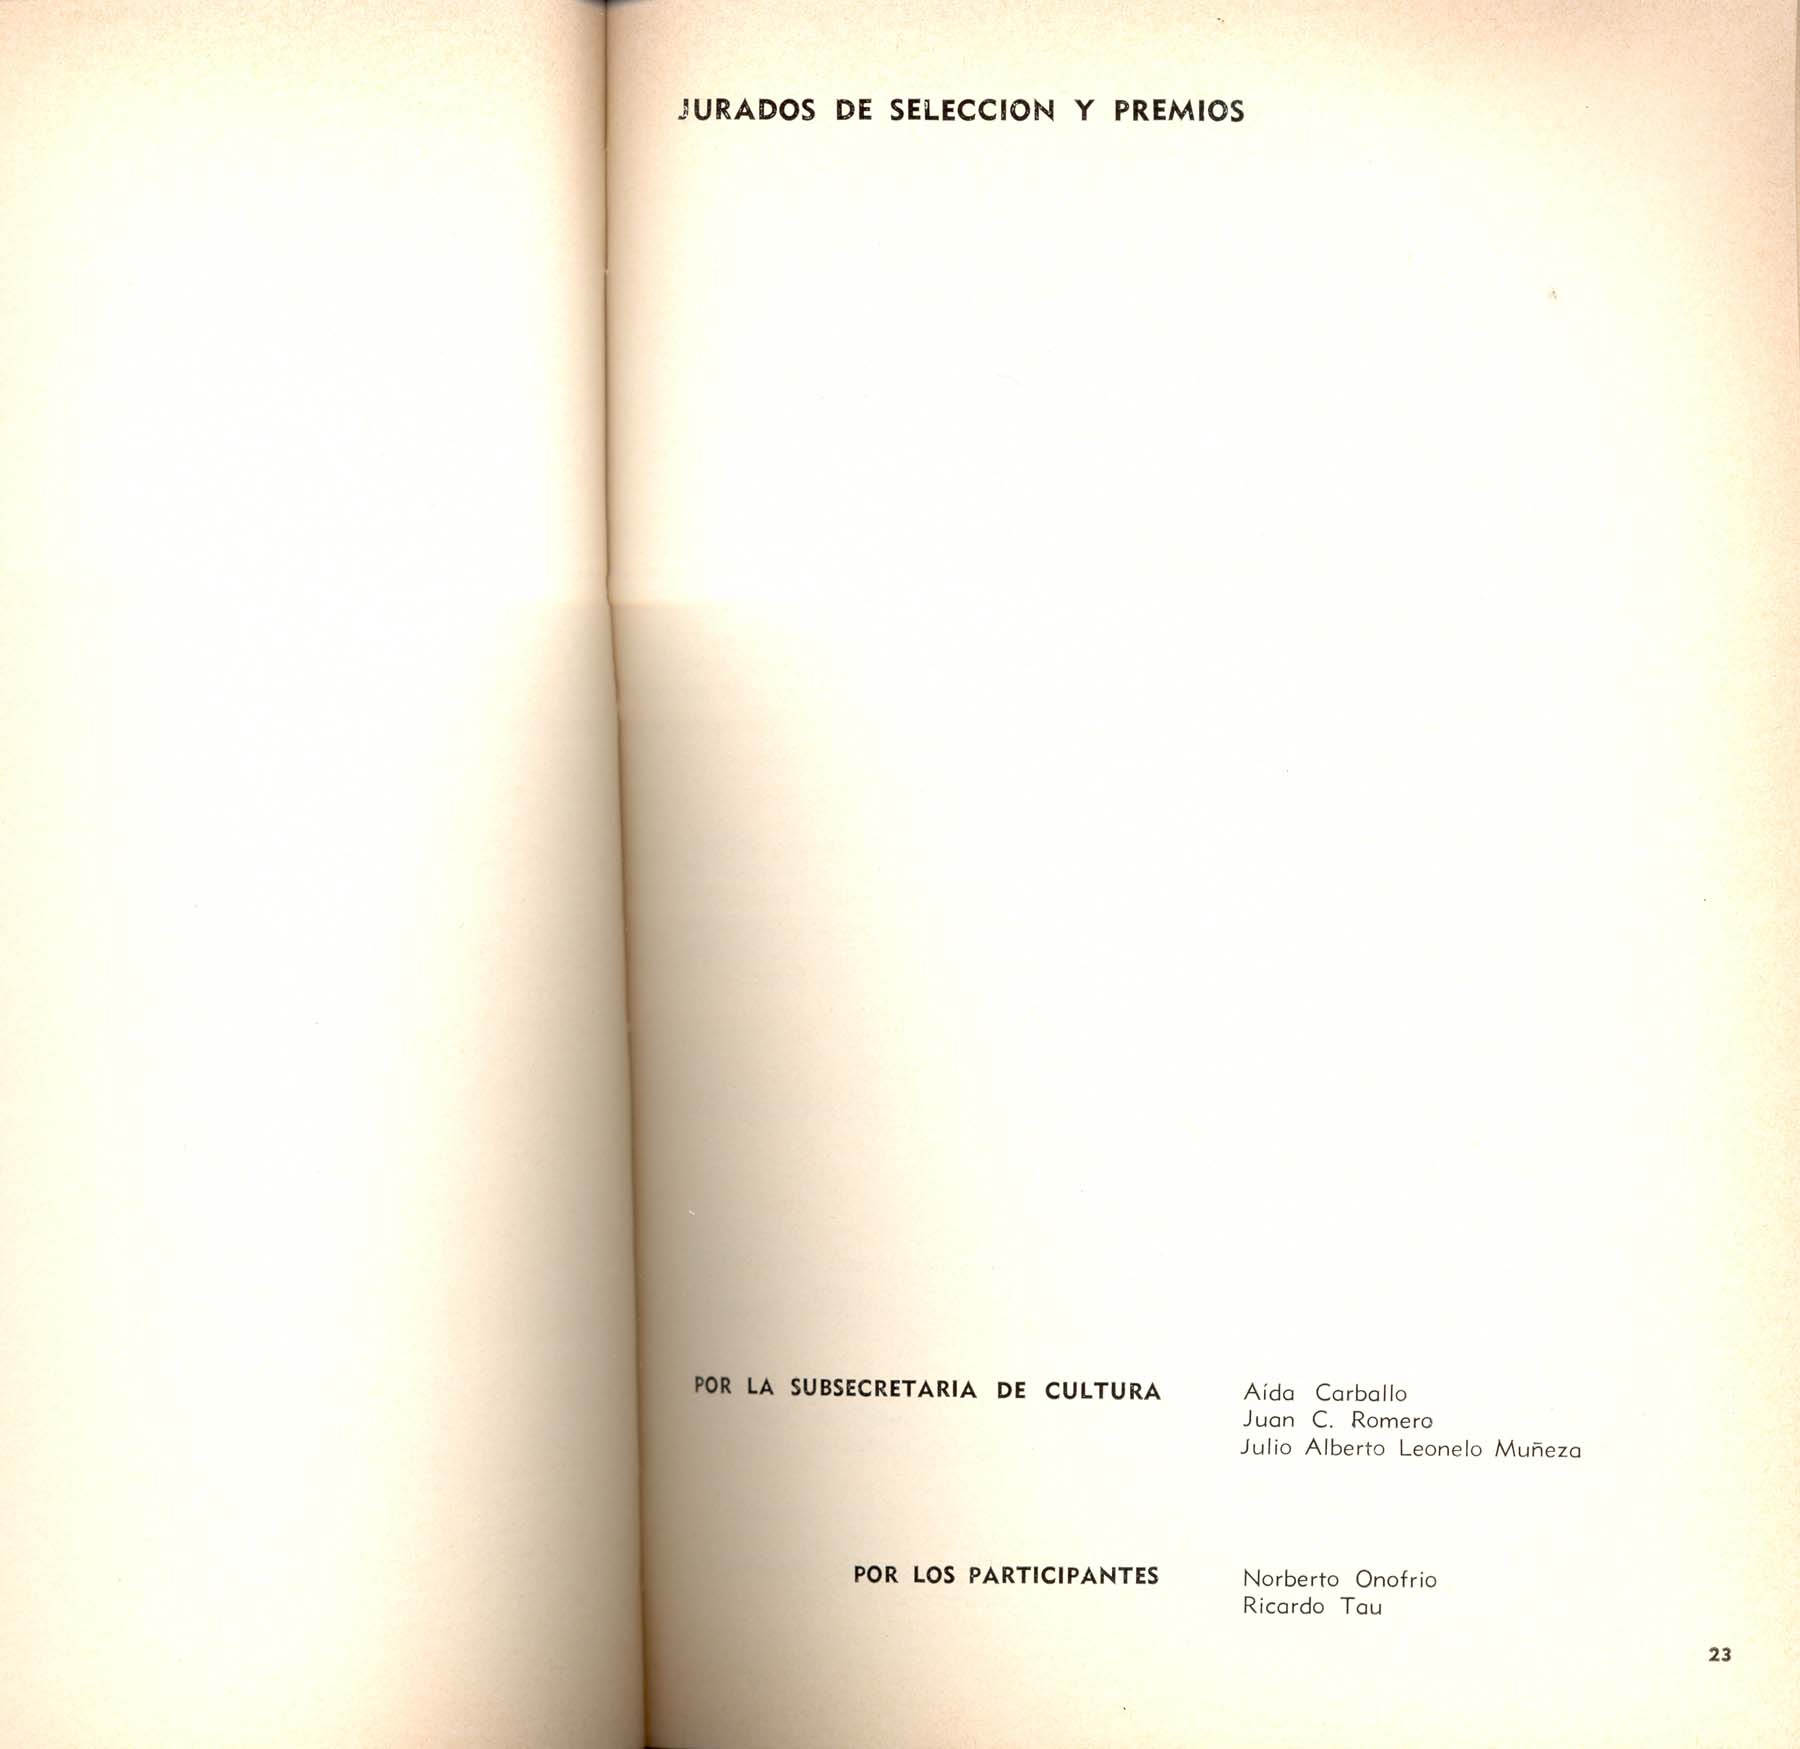 JURADOS DE SELECCION Y PREMIOS
POR LA SUBSECRETARIA DE CULTURA
Aída Carballo
Juan C. Romero
Julio Alberto Leonelo Muñeza
POR LOS PARTICIPANTES
Norberto Onofrio
Ricardo Tau
23